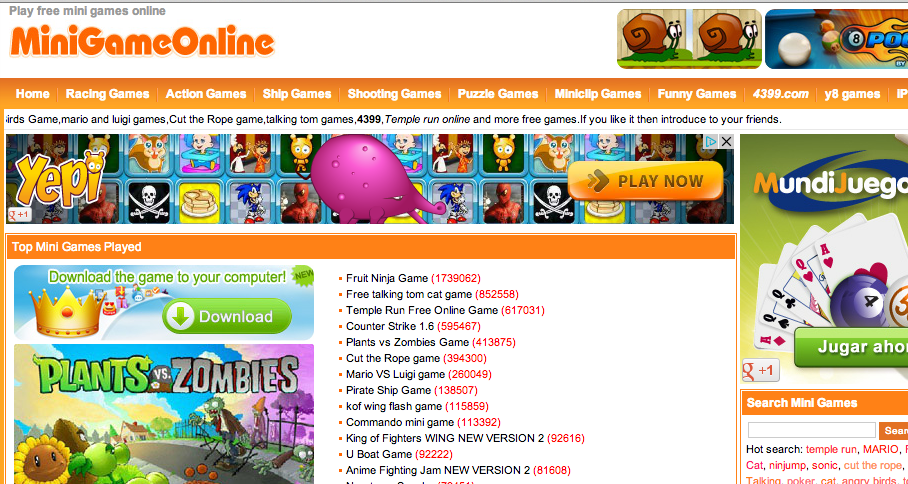 Play free mini games online
MiniGameOnline
8
Home Racing Games Action Games Ship Games Shooting Games Puzzle Games Miniclip Games Funny Games 4399.com y8 games
Game,mario and luigi games,Cut the Rope game,talking tom games,4399,Temple run online and more free games.If you like it then introduce to your friends.
Yepi
PLAY NOW
g +1
Top Mini Games Played
Download the game to your computer!
NEW
Download
PLANTS VS. ZOMBIES
Fruit Ninja Game (1739062)
Free talking tom cat game (852558)
Temple Run Free Online Game (617031)
Counter Strike 1.6 (595467)
Plants vs Zombies Game (413875)
Cut the Rope game (394300)
Mario VS Luigi game (260049)
Pirate Ship Game (138507)
kof wing flash game (115859)
Commando mini game (113392)
King of Fighters WING NEW VERSION 2 (92616)
U Boat Game (92222)
Anime Fighting Jam NEW VERSION 2 (81608)
MundiJuego
A
Q
A
4
Jugar ahor
g +1
Search Mini Games
Sear
Hot search: temple run, MARIO,
Cat, ninjump, sonic, cut the rope,
Talking, poker, cat, angry birds,